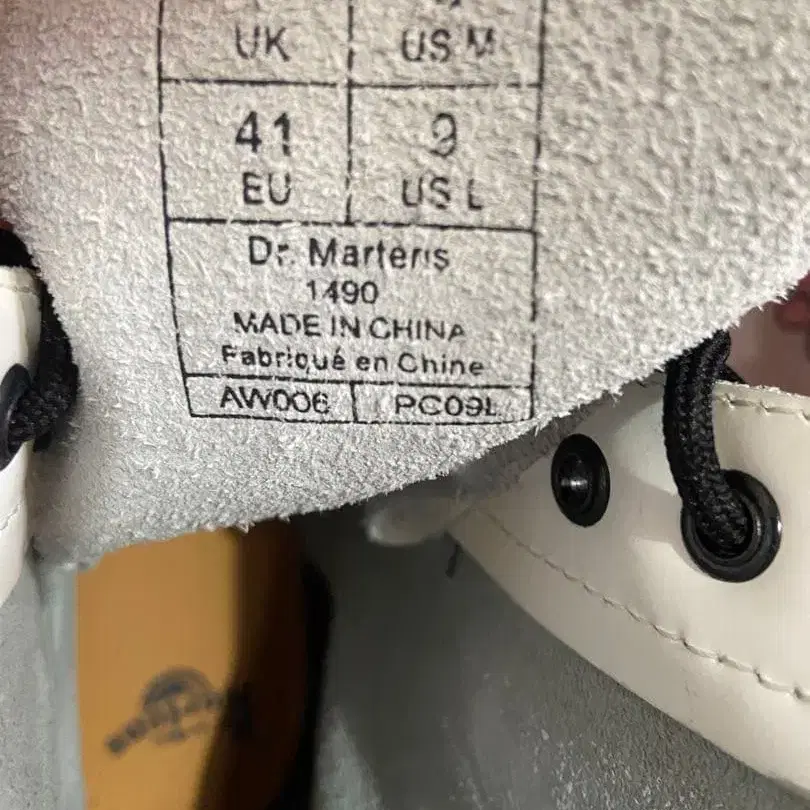 UK US M
41 9
EU US L
Dr. Martens
1490
MADE IN CHINA
Fabriqué en Chine
AW006 PC09L